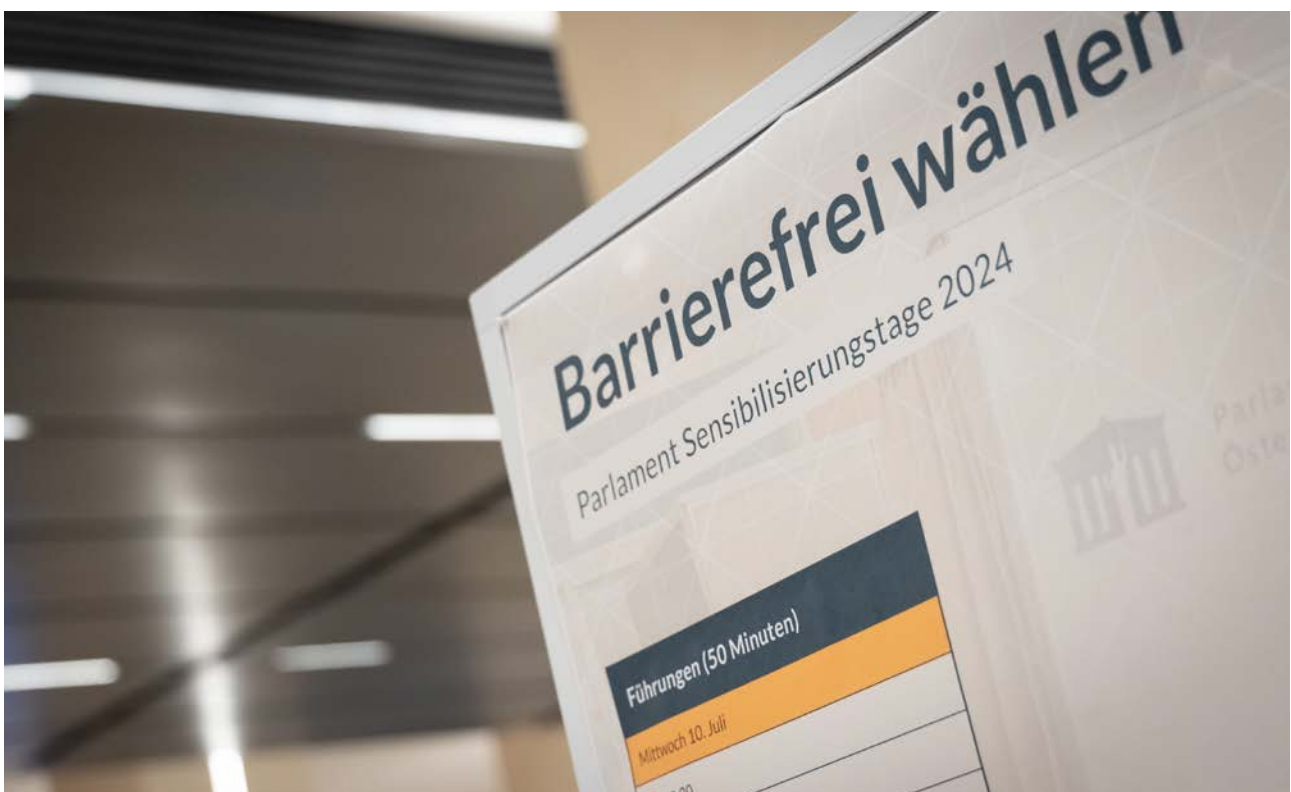 Barrierefrei wählen
Parlament Sensibilisierungstage 2024
Führungen (50 Minuten)
Mittwoch 10. Juli